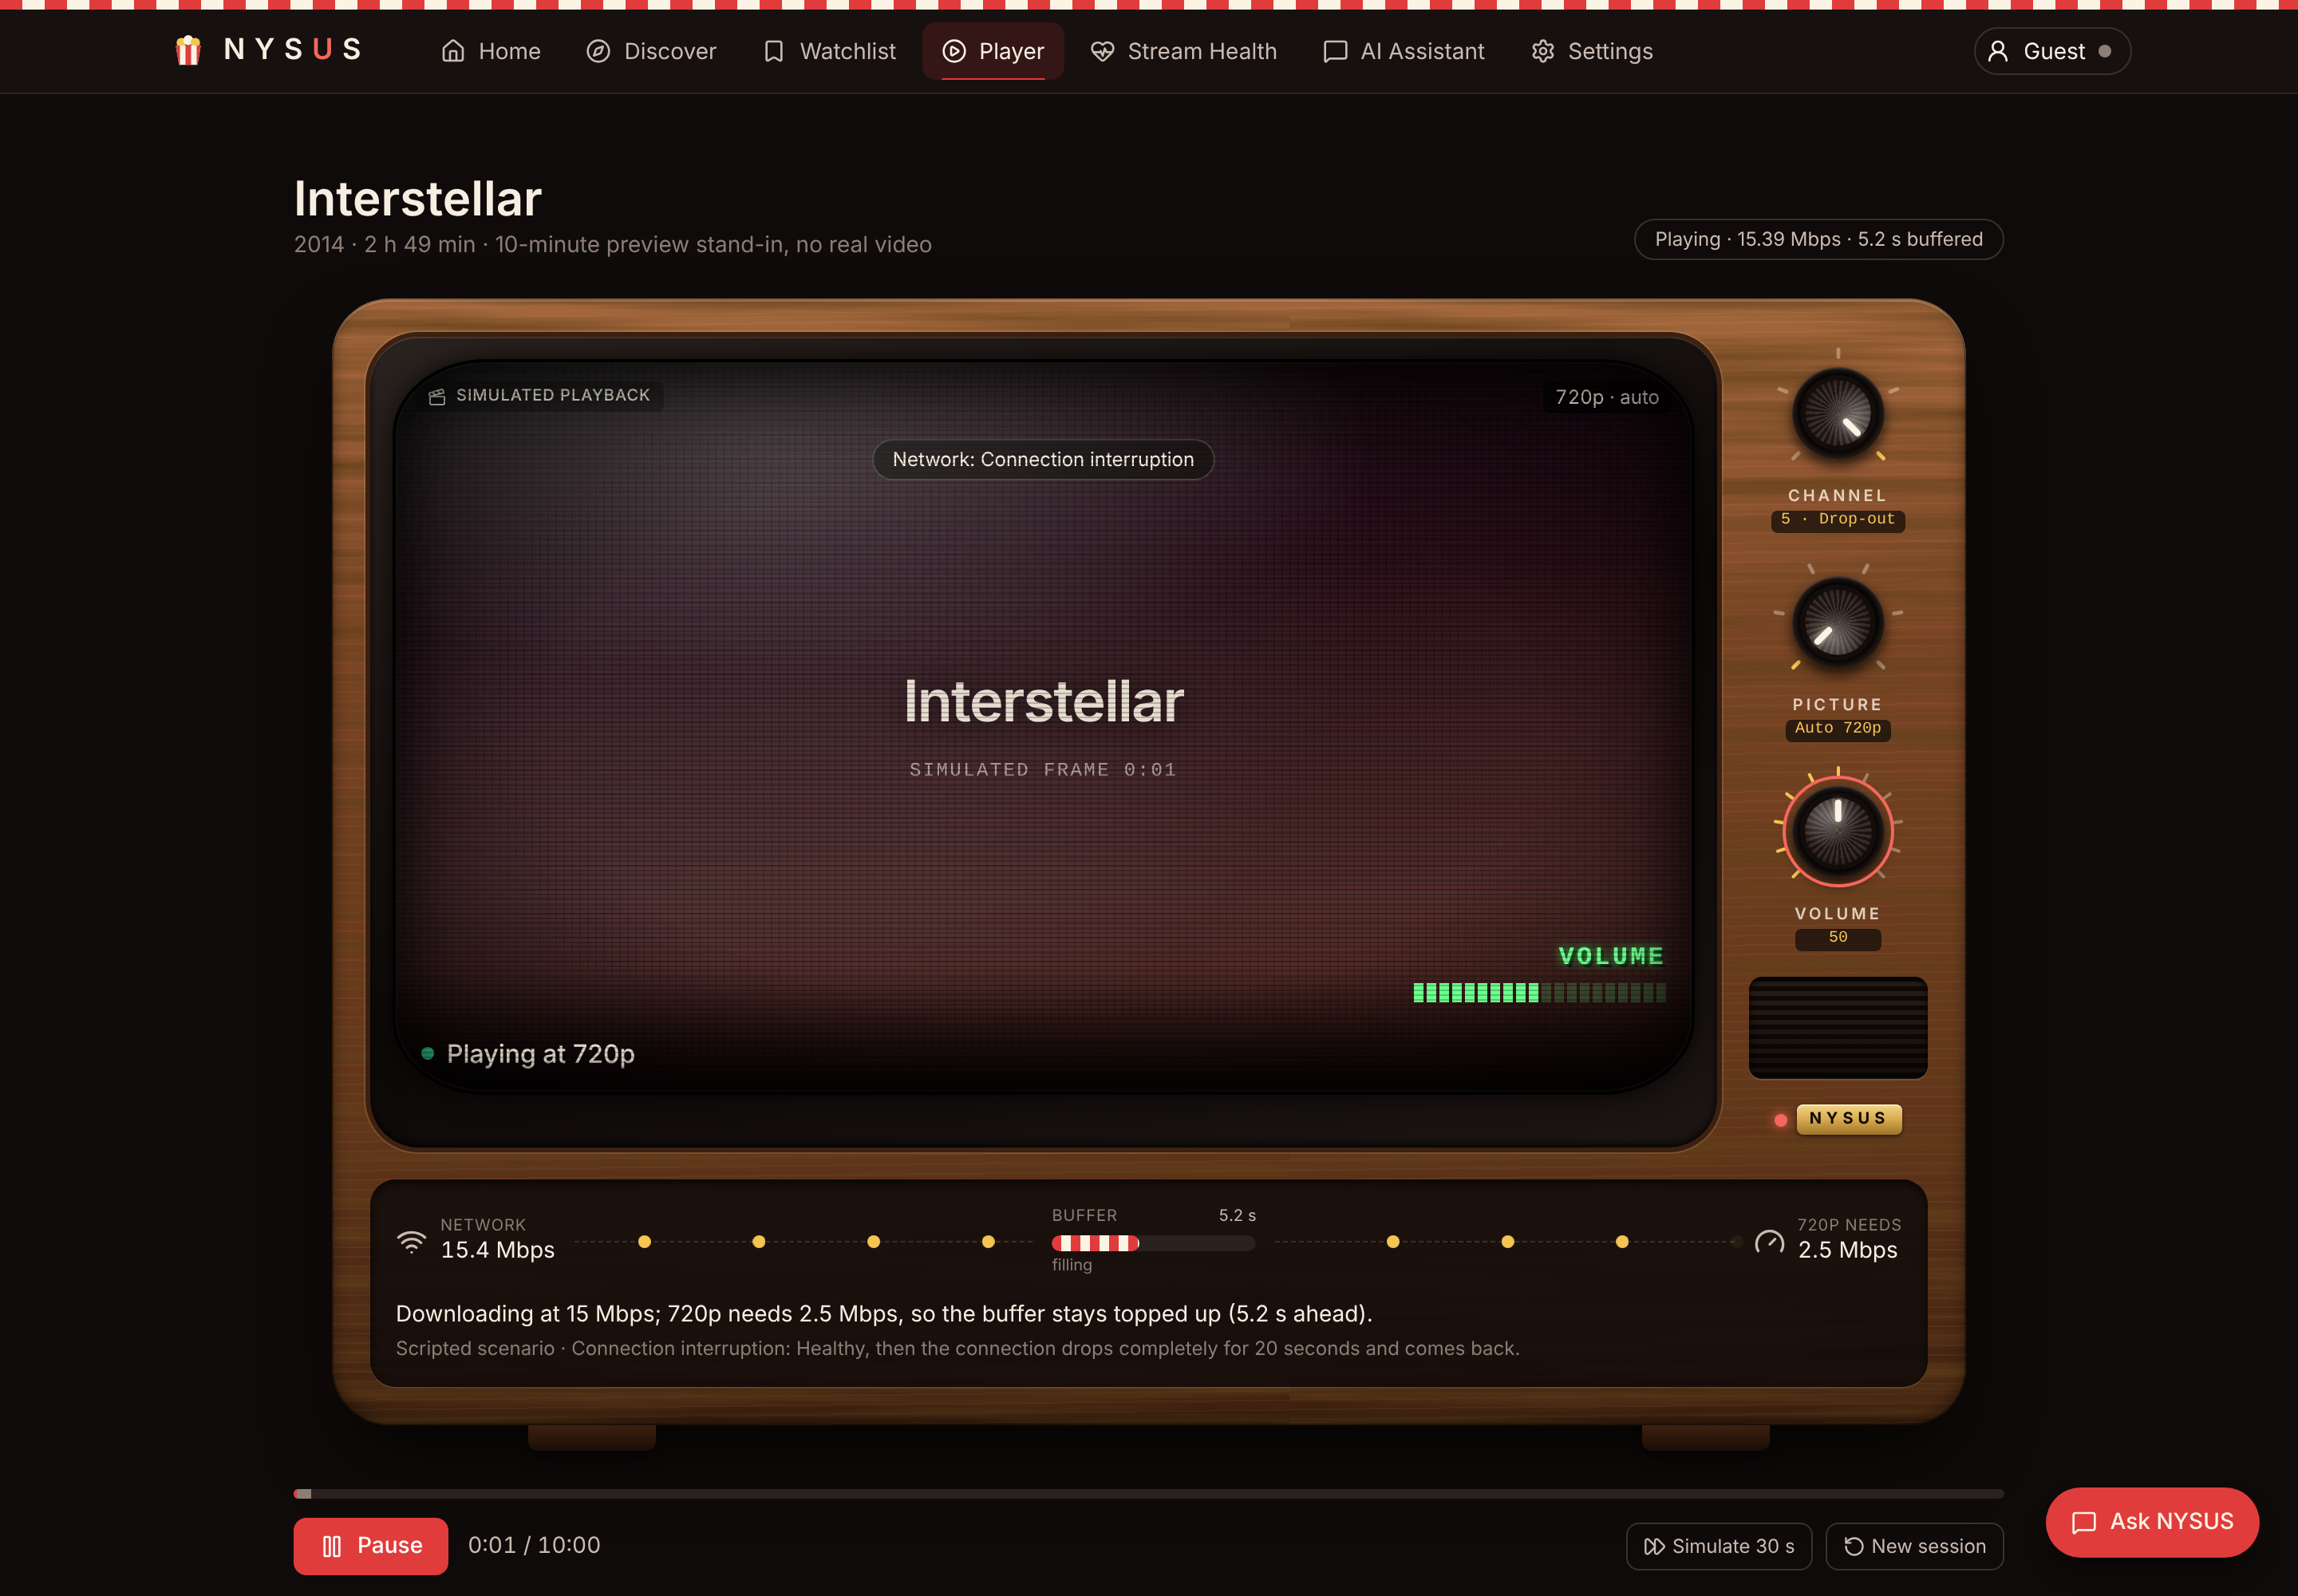 NYSUS
Home
Discover
Watchlist
Player
Stream Health
AI Assistant
Settings
Guest
Interstellar
2014 · 2 h 49 min · 10-minute preview stand-in, no real video
Playing · 15.39 Mbps · 5.2 s buffered
SIMULATED PLAYBACK
720p · auto
Network: Connection interruption
Interstellar
SIMULATED FRAME 0:01
VOLUME
Playing at 720p
CHANNEL
5 · Drop-out
PICTURE
Auto 720p
VOLUME
50
NYSUS
NETWORK
15.4 Mbps
BUFFER 5.2 s
filling
720P NEEDS
2.5 Mbps
Downloading at 15 Mbps; 720p needs 2.5 Mbps, so the buffer stays topped up (5.2 s ahead).
Scripted scenario · Connection interruption: Healthy, then the connection drops completely for 20 seconds and comes back.
Pause
0:01 / 10:00
Simulate 30 s
New session
Ask NYSUS